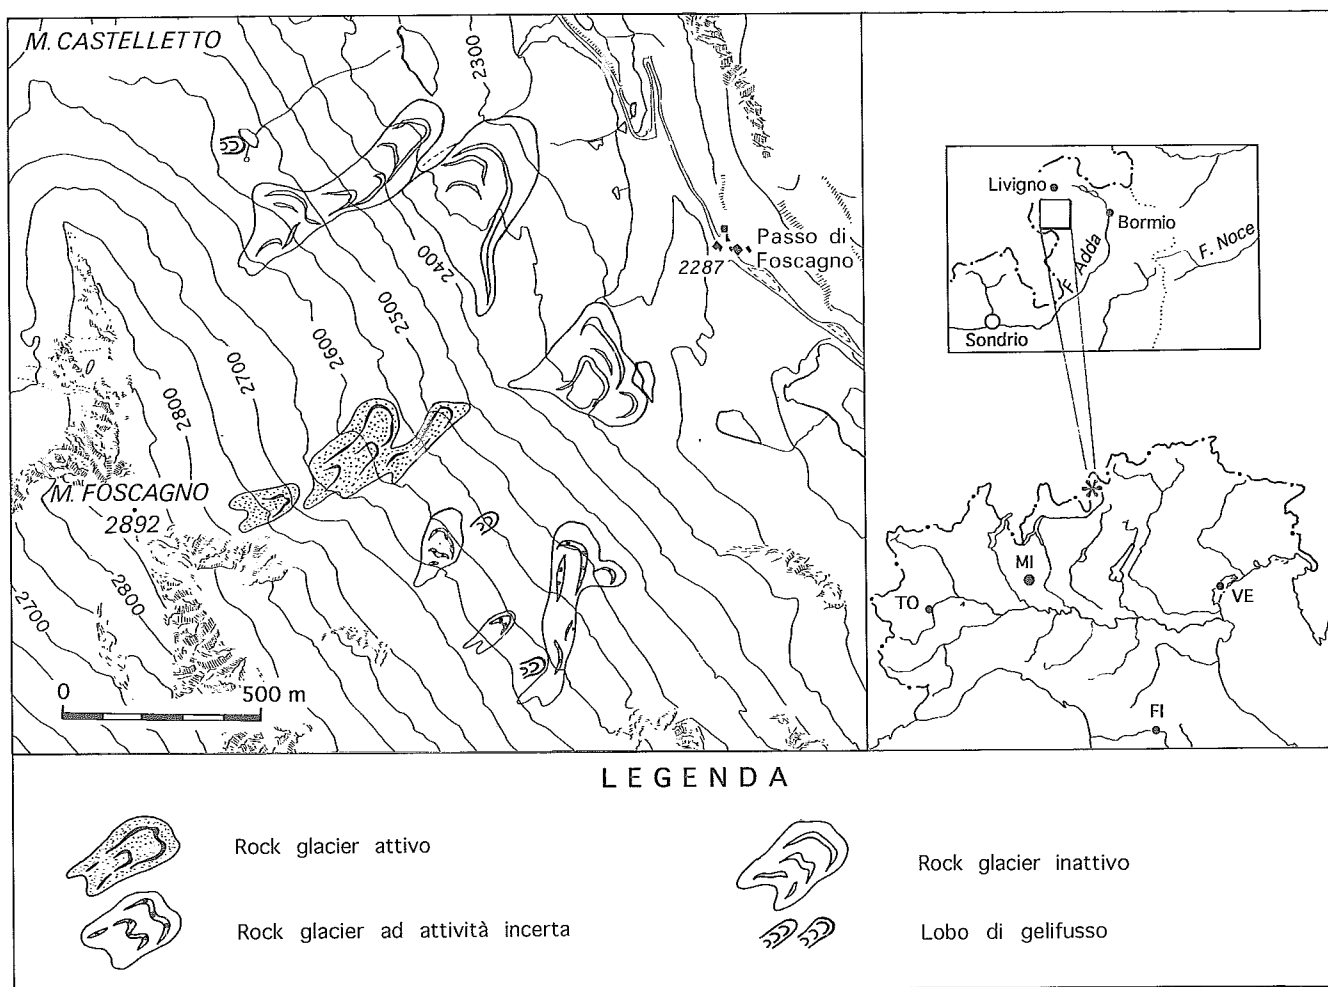 M. CASTELLETTO
2300
2400
2500
2600
2700
2800
Passo di
Foscagno
2287
M. FOSCAGNO
2892
2800
2700
0
500 m
Livigno
Bormio
F. Adda
F. Noce
Sondrio
MI
TO
VE
FI
LEGENDA
Rock glacier attivo
Rock glacier inattivo
Rock glacier ad attività incerta
Lobo di gelifusso